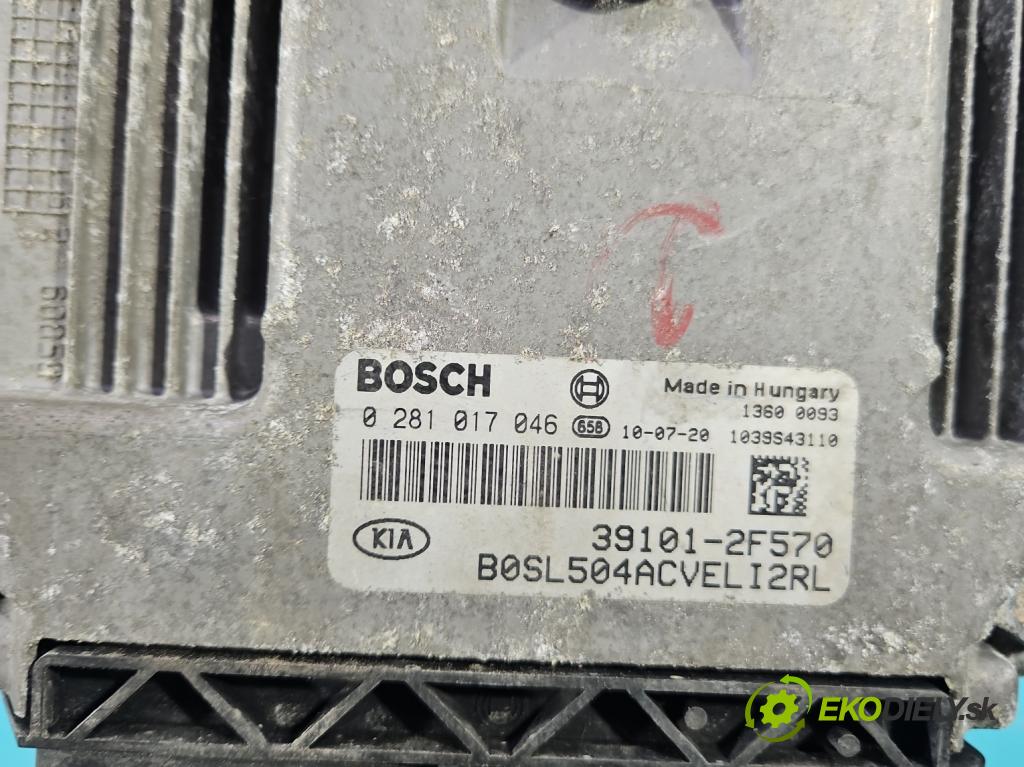 BOSCH
Made in Hungary
1360 0093
0 281 017 046 656 10-07-20 1039S43110
KIA
39101-2F570
B0SL504ACVELI2RL
EKODIELY.sk